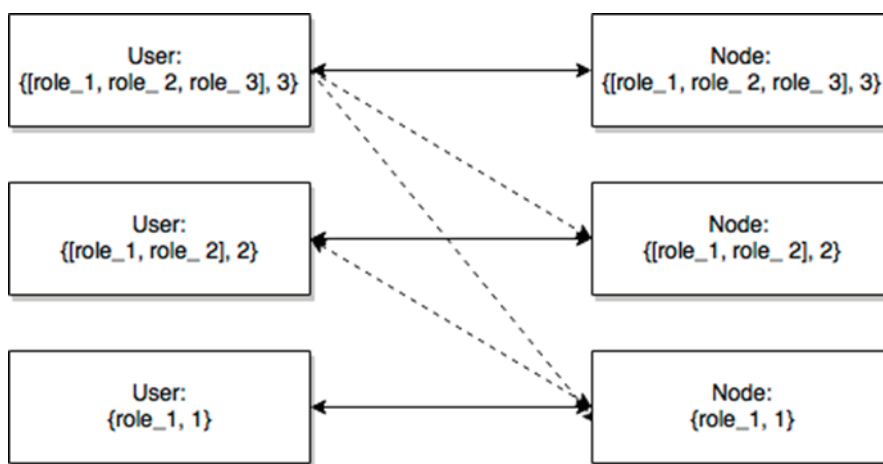 User:
{[role_1, role_ 2, role_ 3], 3}
Node:
{[role_1, role_ 2, role_ 3], 3}
User:
{[role_1, role_ 2], 2}
Node:
{[role_1, role_ 2], 2}
User:
{role_1, 1}
Node:
{role_1, 1}